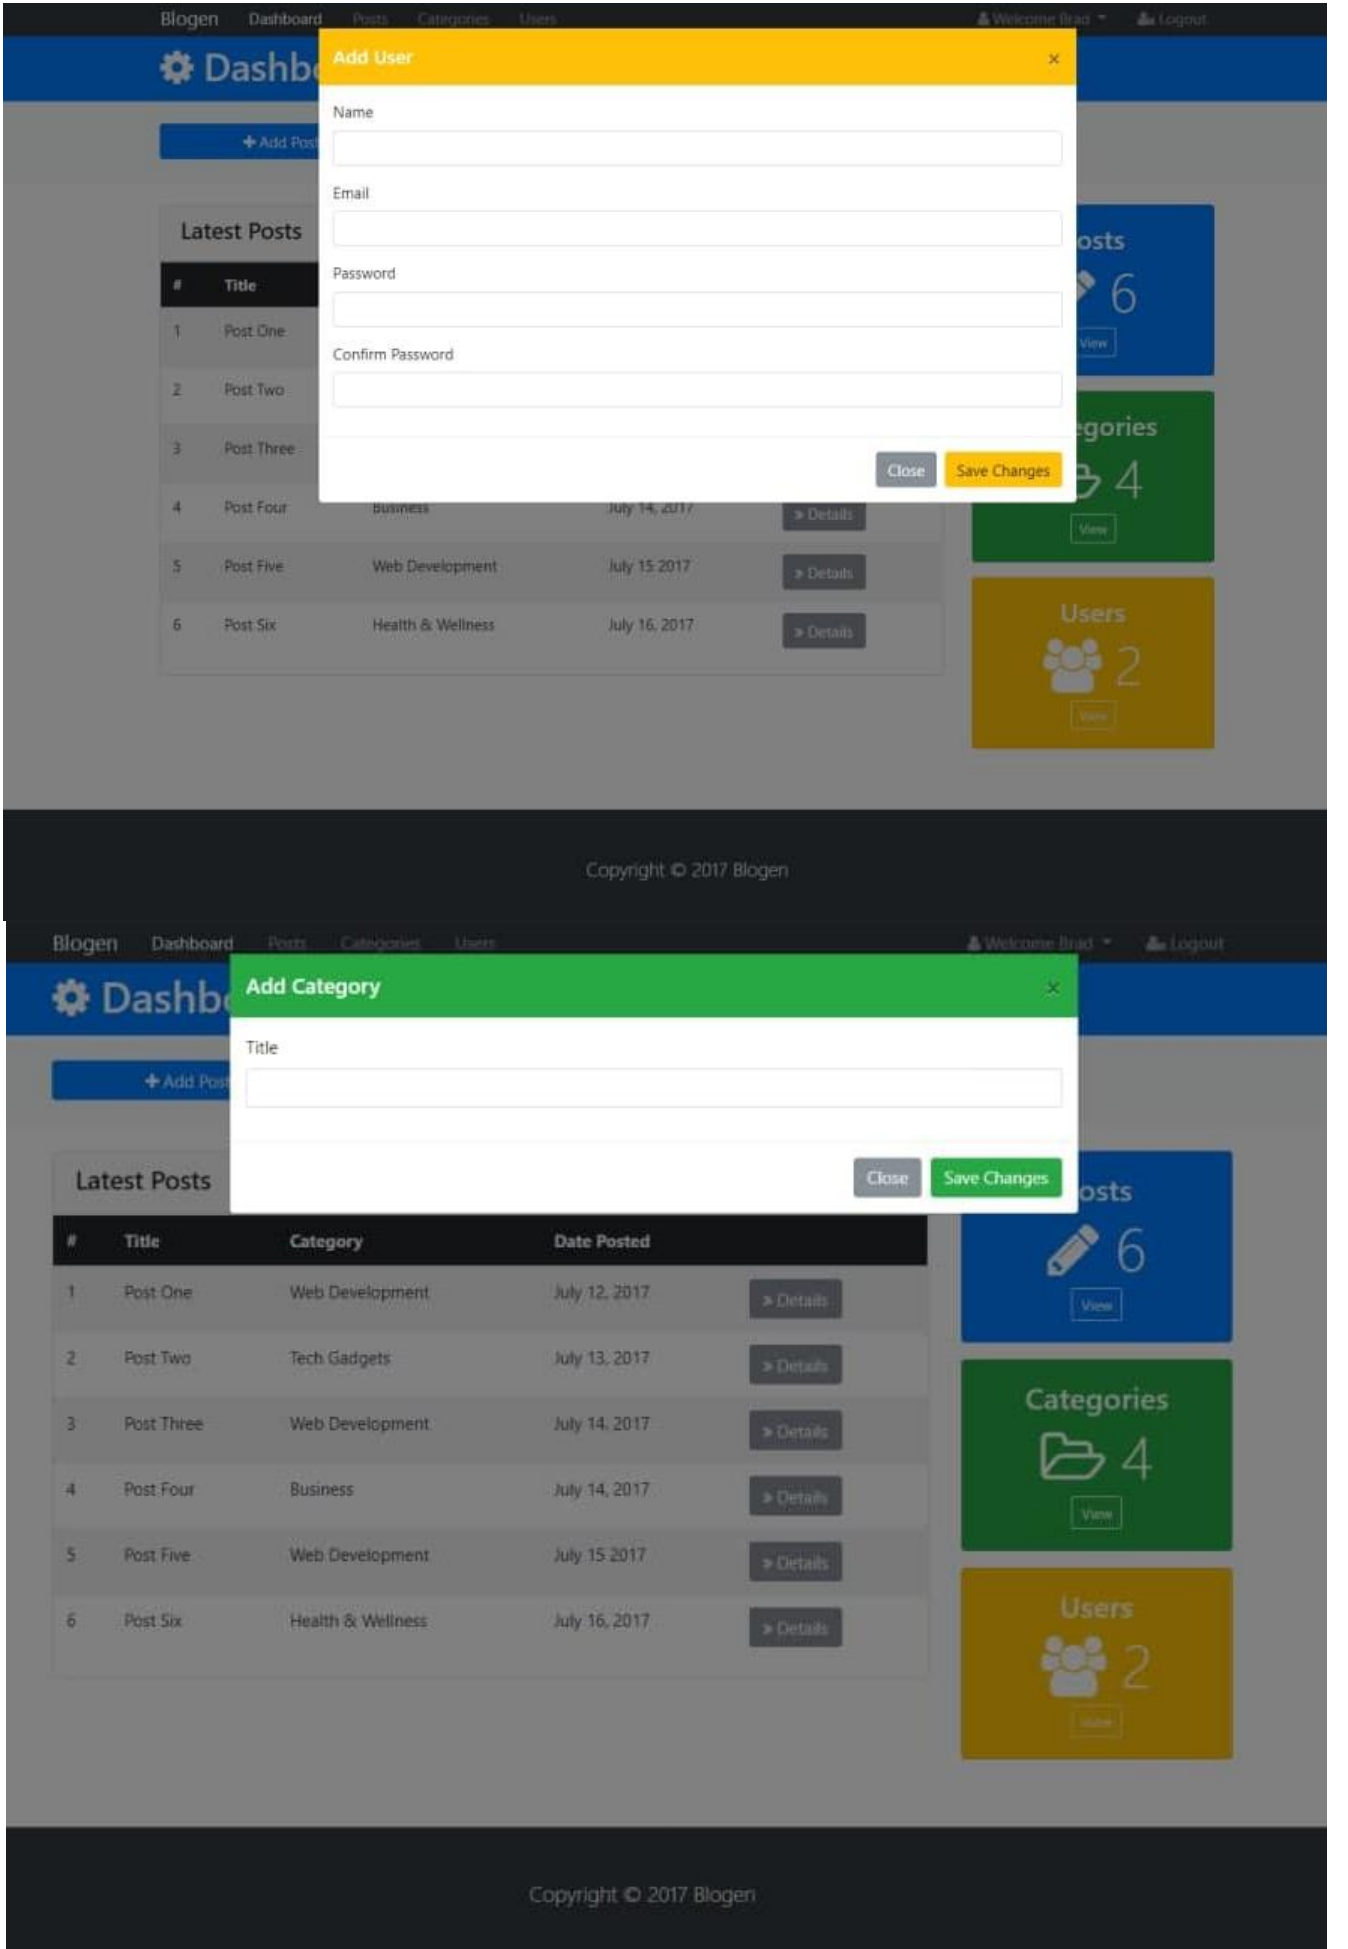 Blogen Dashboard Posts Categories Users Welcome Brad Logout
Dashbo
Add User ×
+ Add Post
Name
Email
Password
Confirm Password
Close Save Changes
Latest Posts
# Title
1 Post One
2 Post Two
3 Post Three
4 Post Four Business July 14, 2017 » Details
5 Post Five Web Development July 15 2017 » Details
6 Post Six Health & Wellness July 16, 2017 » Details
osts
6
View
egories
4
View
Users
2
View
Copyright © 2017 Blogen
Blogen Dashboard Posts Categories Users Welcome Brad Logout
Dashbo
Add Category ×
+ Add Post
Title
Close Save Changes
Latest Posts
# Title Category Date Posted
1 Post One Web Development July 12, 2017 » Details
2 Post Two Tech Gadgets July 13, 2017 » Details
3 Post Three Web Development July 14, 2017 » Details
4 Post Four Business July 14, 2017 » Details
5 Post Five Web Development July 15 2017 » Details
6 Post Six Health & Wellness July 16, 2017 » Details
osts
6
View
Categories
4
View
Users
2
View
Copyright © 2017 Blogen